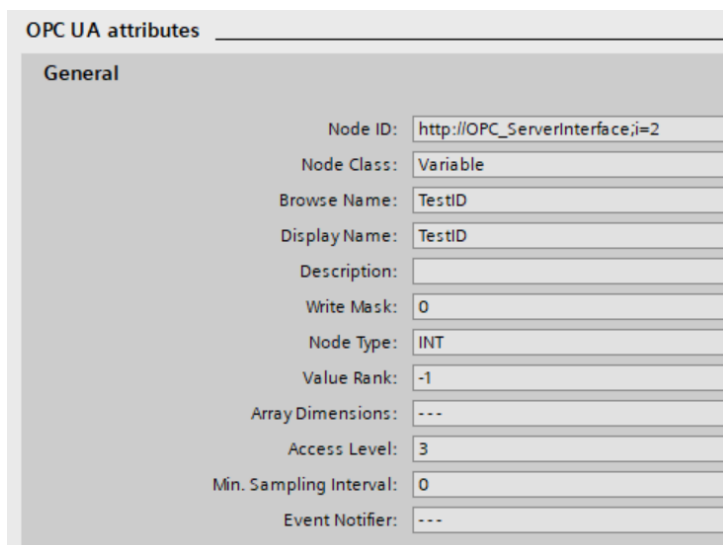 OPC UA attributes
General
Node ID: http://OPC_ServerInterface;i=2
Node Class: Variable
Browse Name: TestID
Display Name: TestID
Description:
Write Mask: 0
Node Type: INT
Value Rank: -1
Array Dimensions: ---
Access Level: 3
Min. Sampling Interval: 0
Event Notifier: ---